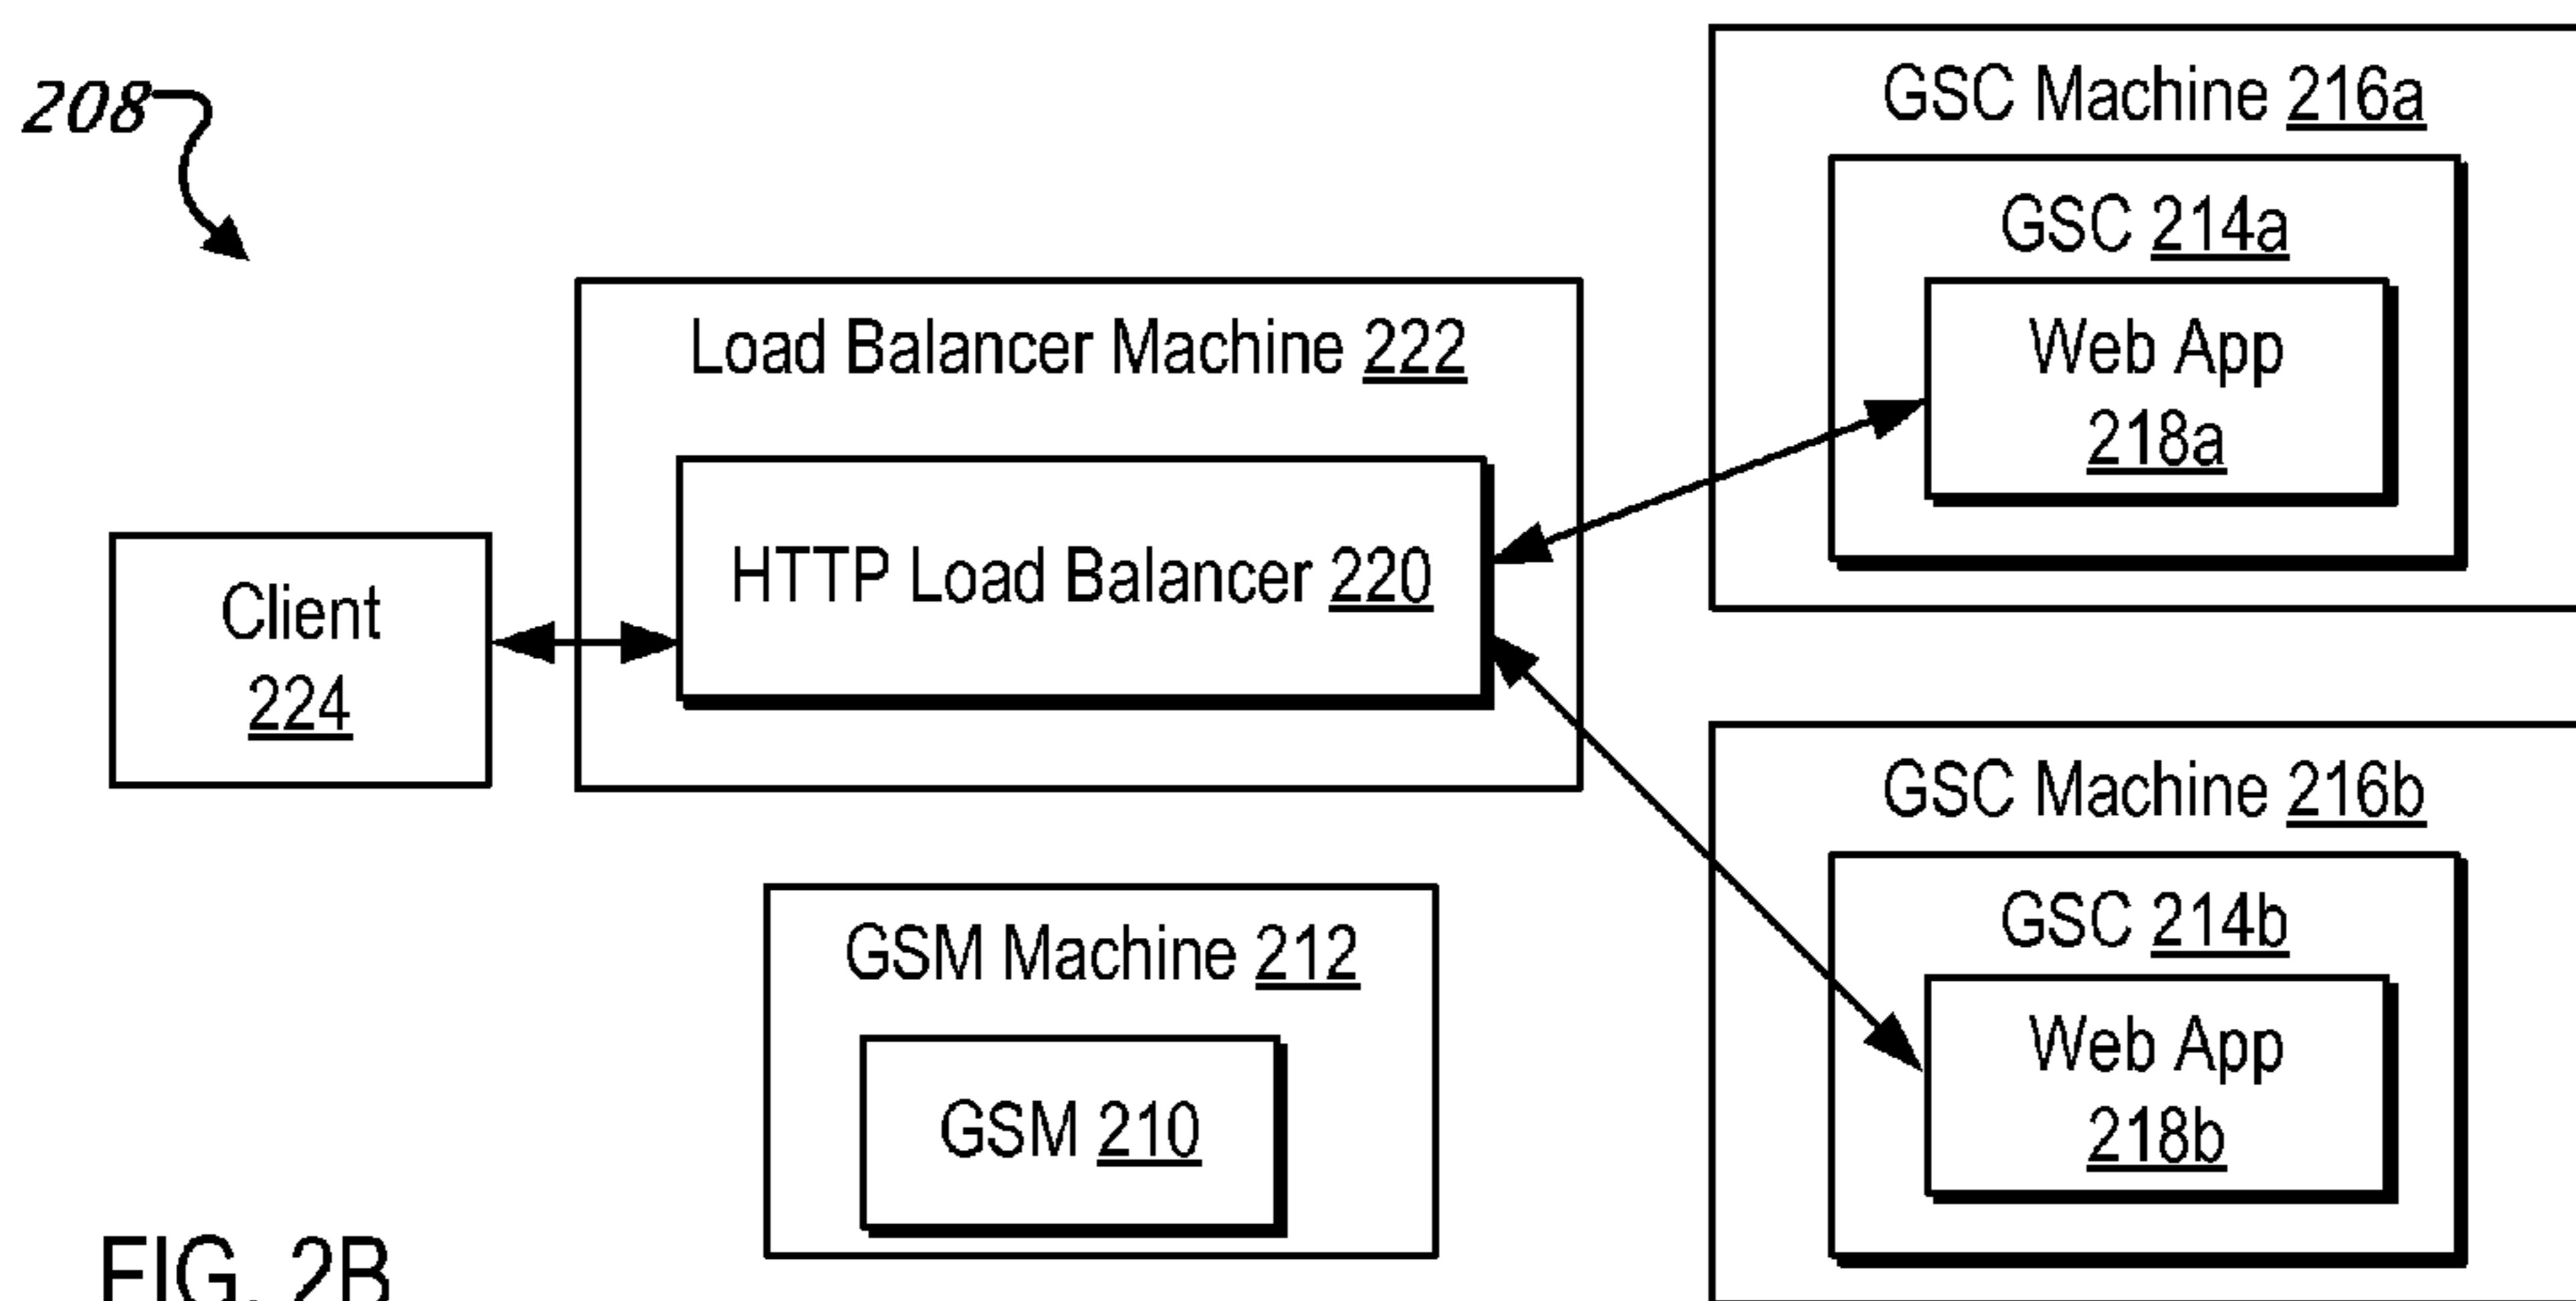 208
GSC Machine 216a
GSC 214a
Web App
218a
Load Balancer Machine 222
HTTP Load Balancer 220
Client
224
GSC Machine 216b
GSC 214b
Web App
218b
GSM Machine 212
GSM 210
FIG. 2B